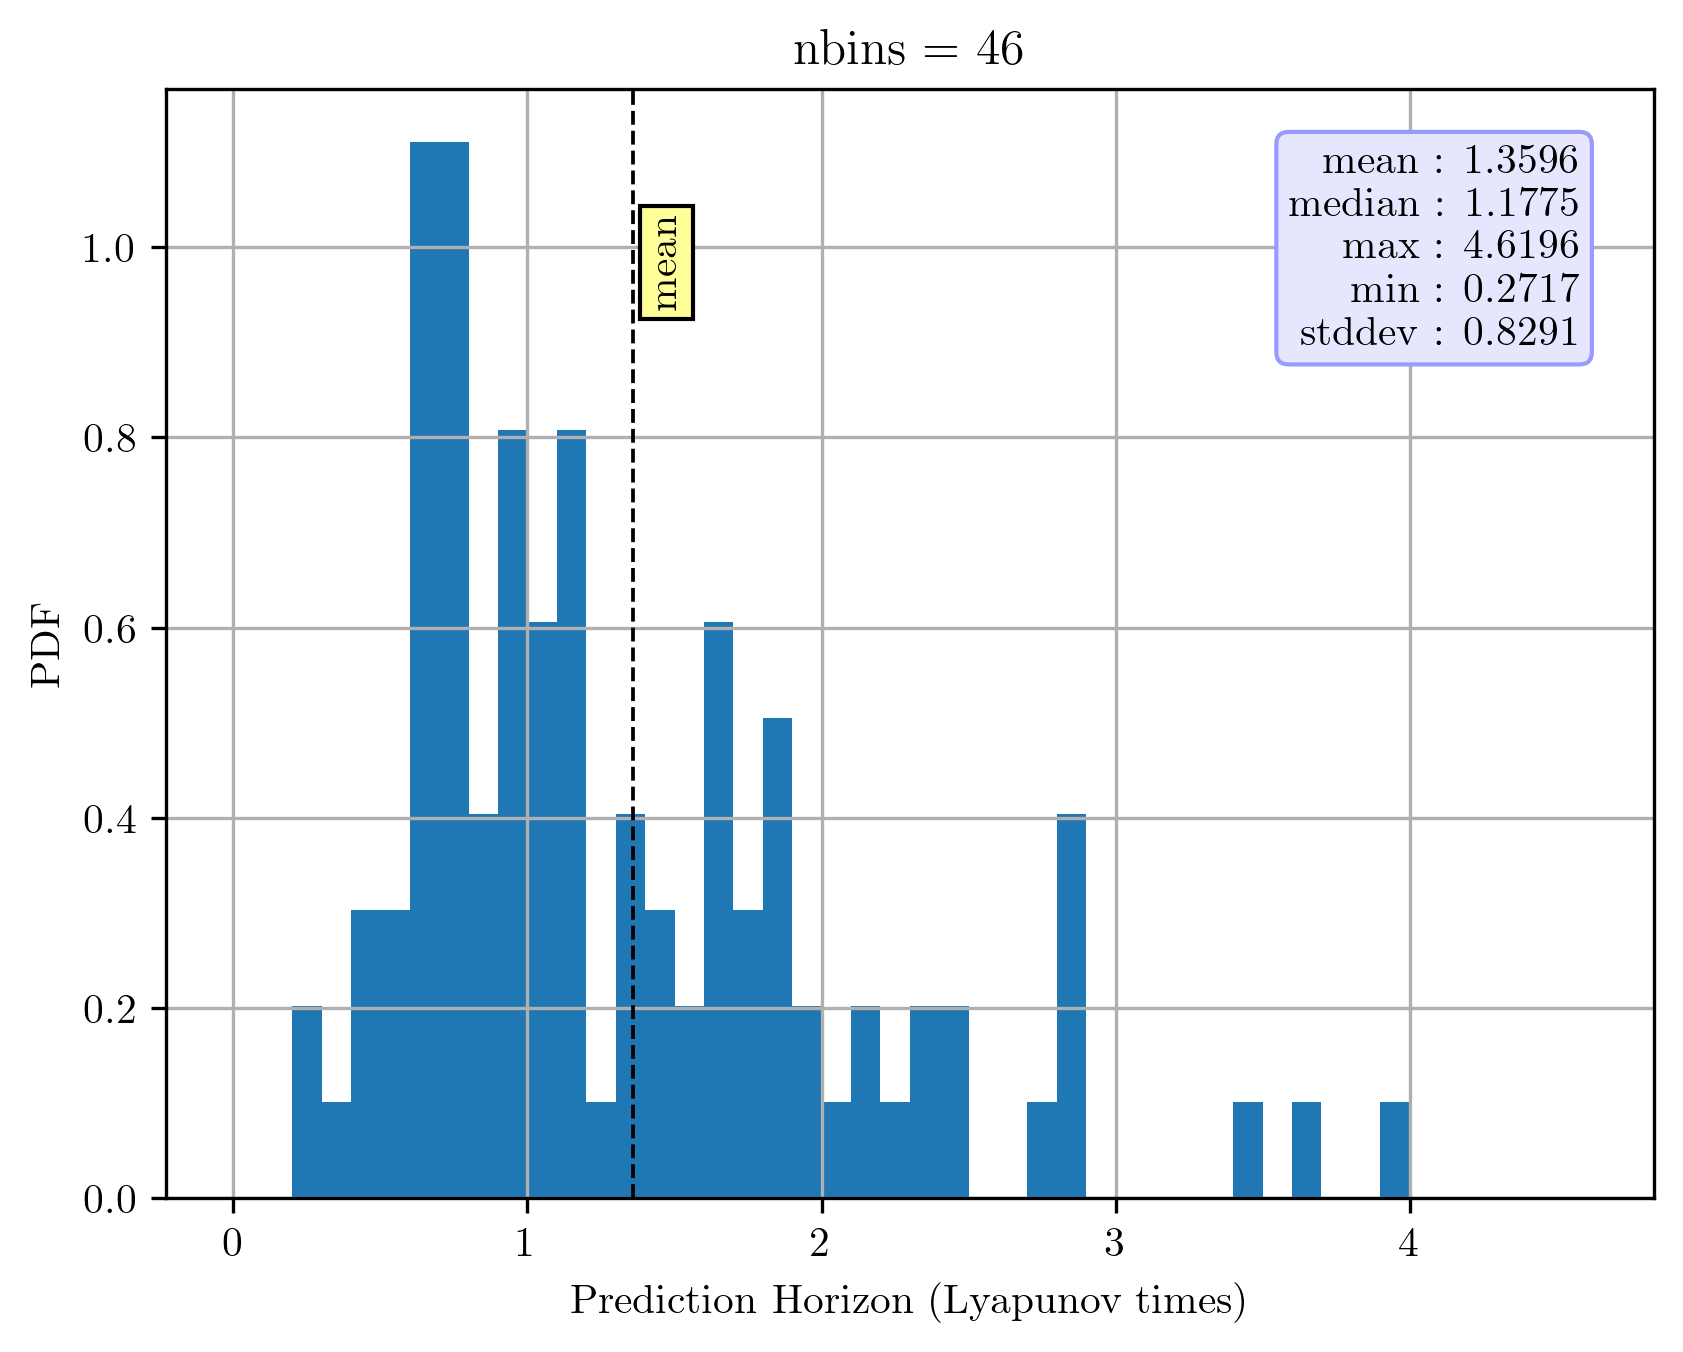 nbins = 46
mean : 1.3596
median : 1.1775
max : 4.6196
min : 0.2717
stddev : 0.8291
mean
PDF
1.0
0.8
0.6
0.4
0.2
0.0
0 1 2 3 4
Prediction Horizon (Lyapunov times)